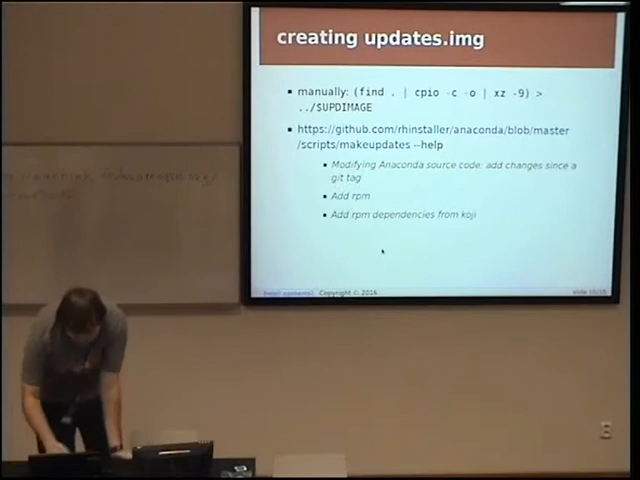 creating updates.img
manually: (find . | cpio -c -o | xz -9) >
../$UPDIMAGE
https://github.com/rhinstaller/anaconda/blob/master
/scripts/makeupdates --help
Modifying Anaconda source code: add changes since a
git tag
Add rpm
Add rpm dependencies from koji
Copyright © 2016